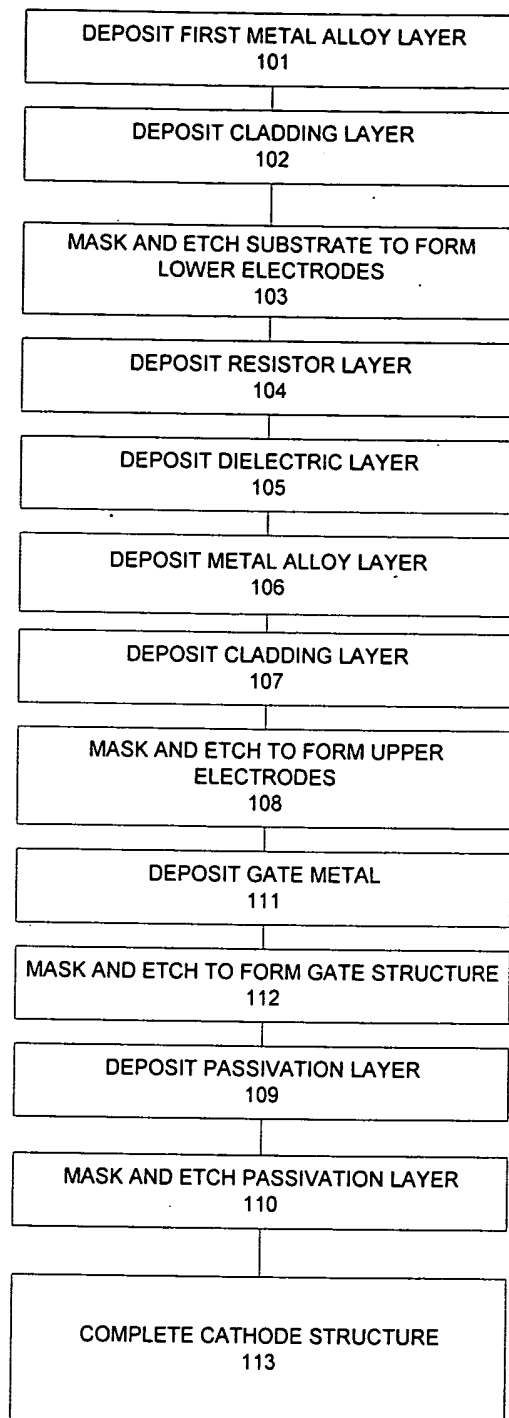 DEPOSIT FIRST METAL ALLOY LAYER
101
DEPOSIT CLADDING LAYER
102
MASK AND ETCH SUBSTRATE TO FORM
LOWER ELECTRODES
103
DEPOSIT RESISTOR LAYER
104
DEPOSIT DIELECTRIC LAYER
105
DEPOSIT METAL ALLOY LAYER
106
DEPOSIT CLADDING LAYER
107
MASK AND ETCH TO FORM UPPER
ELECTRODES
108
DEPOSIT GATE METAL
111
MASK AND ETCH TO FORM GATE STRUCTURE
112
DEPOSIT PASSIVATION LAYER
109
MASK AND ETCH PASSIVATION LAYER
110
COMPLETE CATHODE STRUCTURE
113